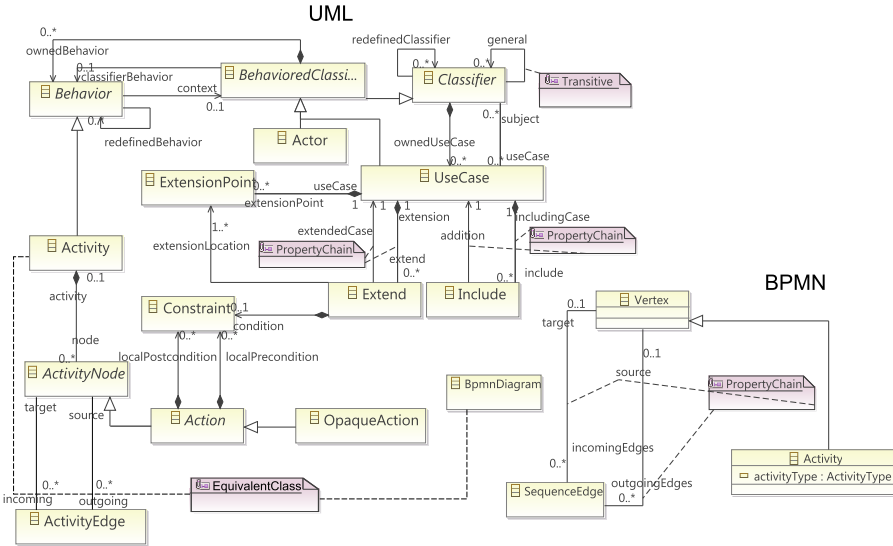 UML
0..*
redefinedClassifier
general
ownedBehavior
0..1
classifierBehavior
BehavioredClassi...
0..*
0..*
Classifier
Transitive
Behavior
context
0..1
0..*
redefinedBehavior
Actor
0..*
subject
ownedUseCase
0..*
0..*
useCase
ExtensionPoint
0..*
useCase
UseCase
extensionPoint
1
1
1
1
1
extension
includingCase
1..*
extensionLocation
extendedCase
addition
PropertyChain
PropertyChain
Activity
0..1
extend
0..*
0..*
include
activity
Extend
Include
BPMN
Constraint
0..1
condition
0..1
Vertex
target
node
0..*
0..*
0..*
localPostcondition
localPrecondition
0..1
ActivityNode
source
BpmnDiagram
PropertyChain
target
source
Action
OpaqueAction
incomingEdges
Activity
0..*
activityType : ActivityType
0..*
0..*
EquivalentClass
outgoingEdges
incoming
outgoing
SequenceEdge
0..*
ActivityEdge